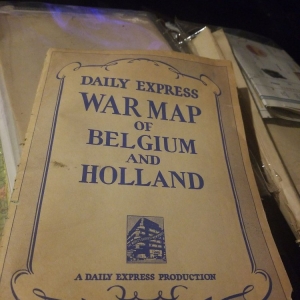 DAILY EXPRESS
WAR MAP
OF
BELGIUM
AND
HOLLAND
A DAILY EXPRESS PRODUCTION